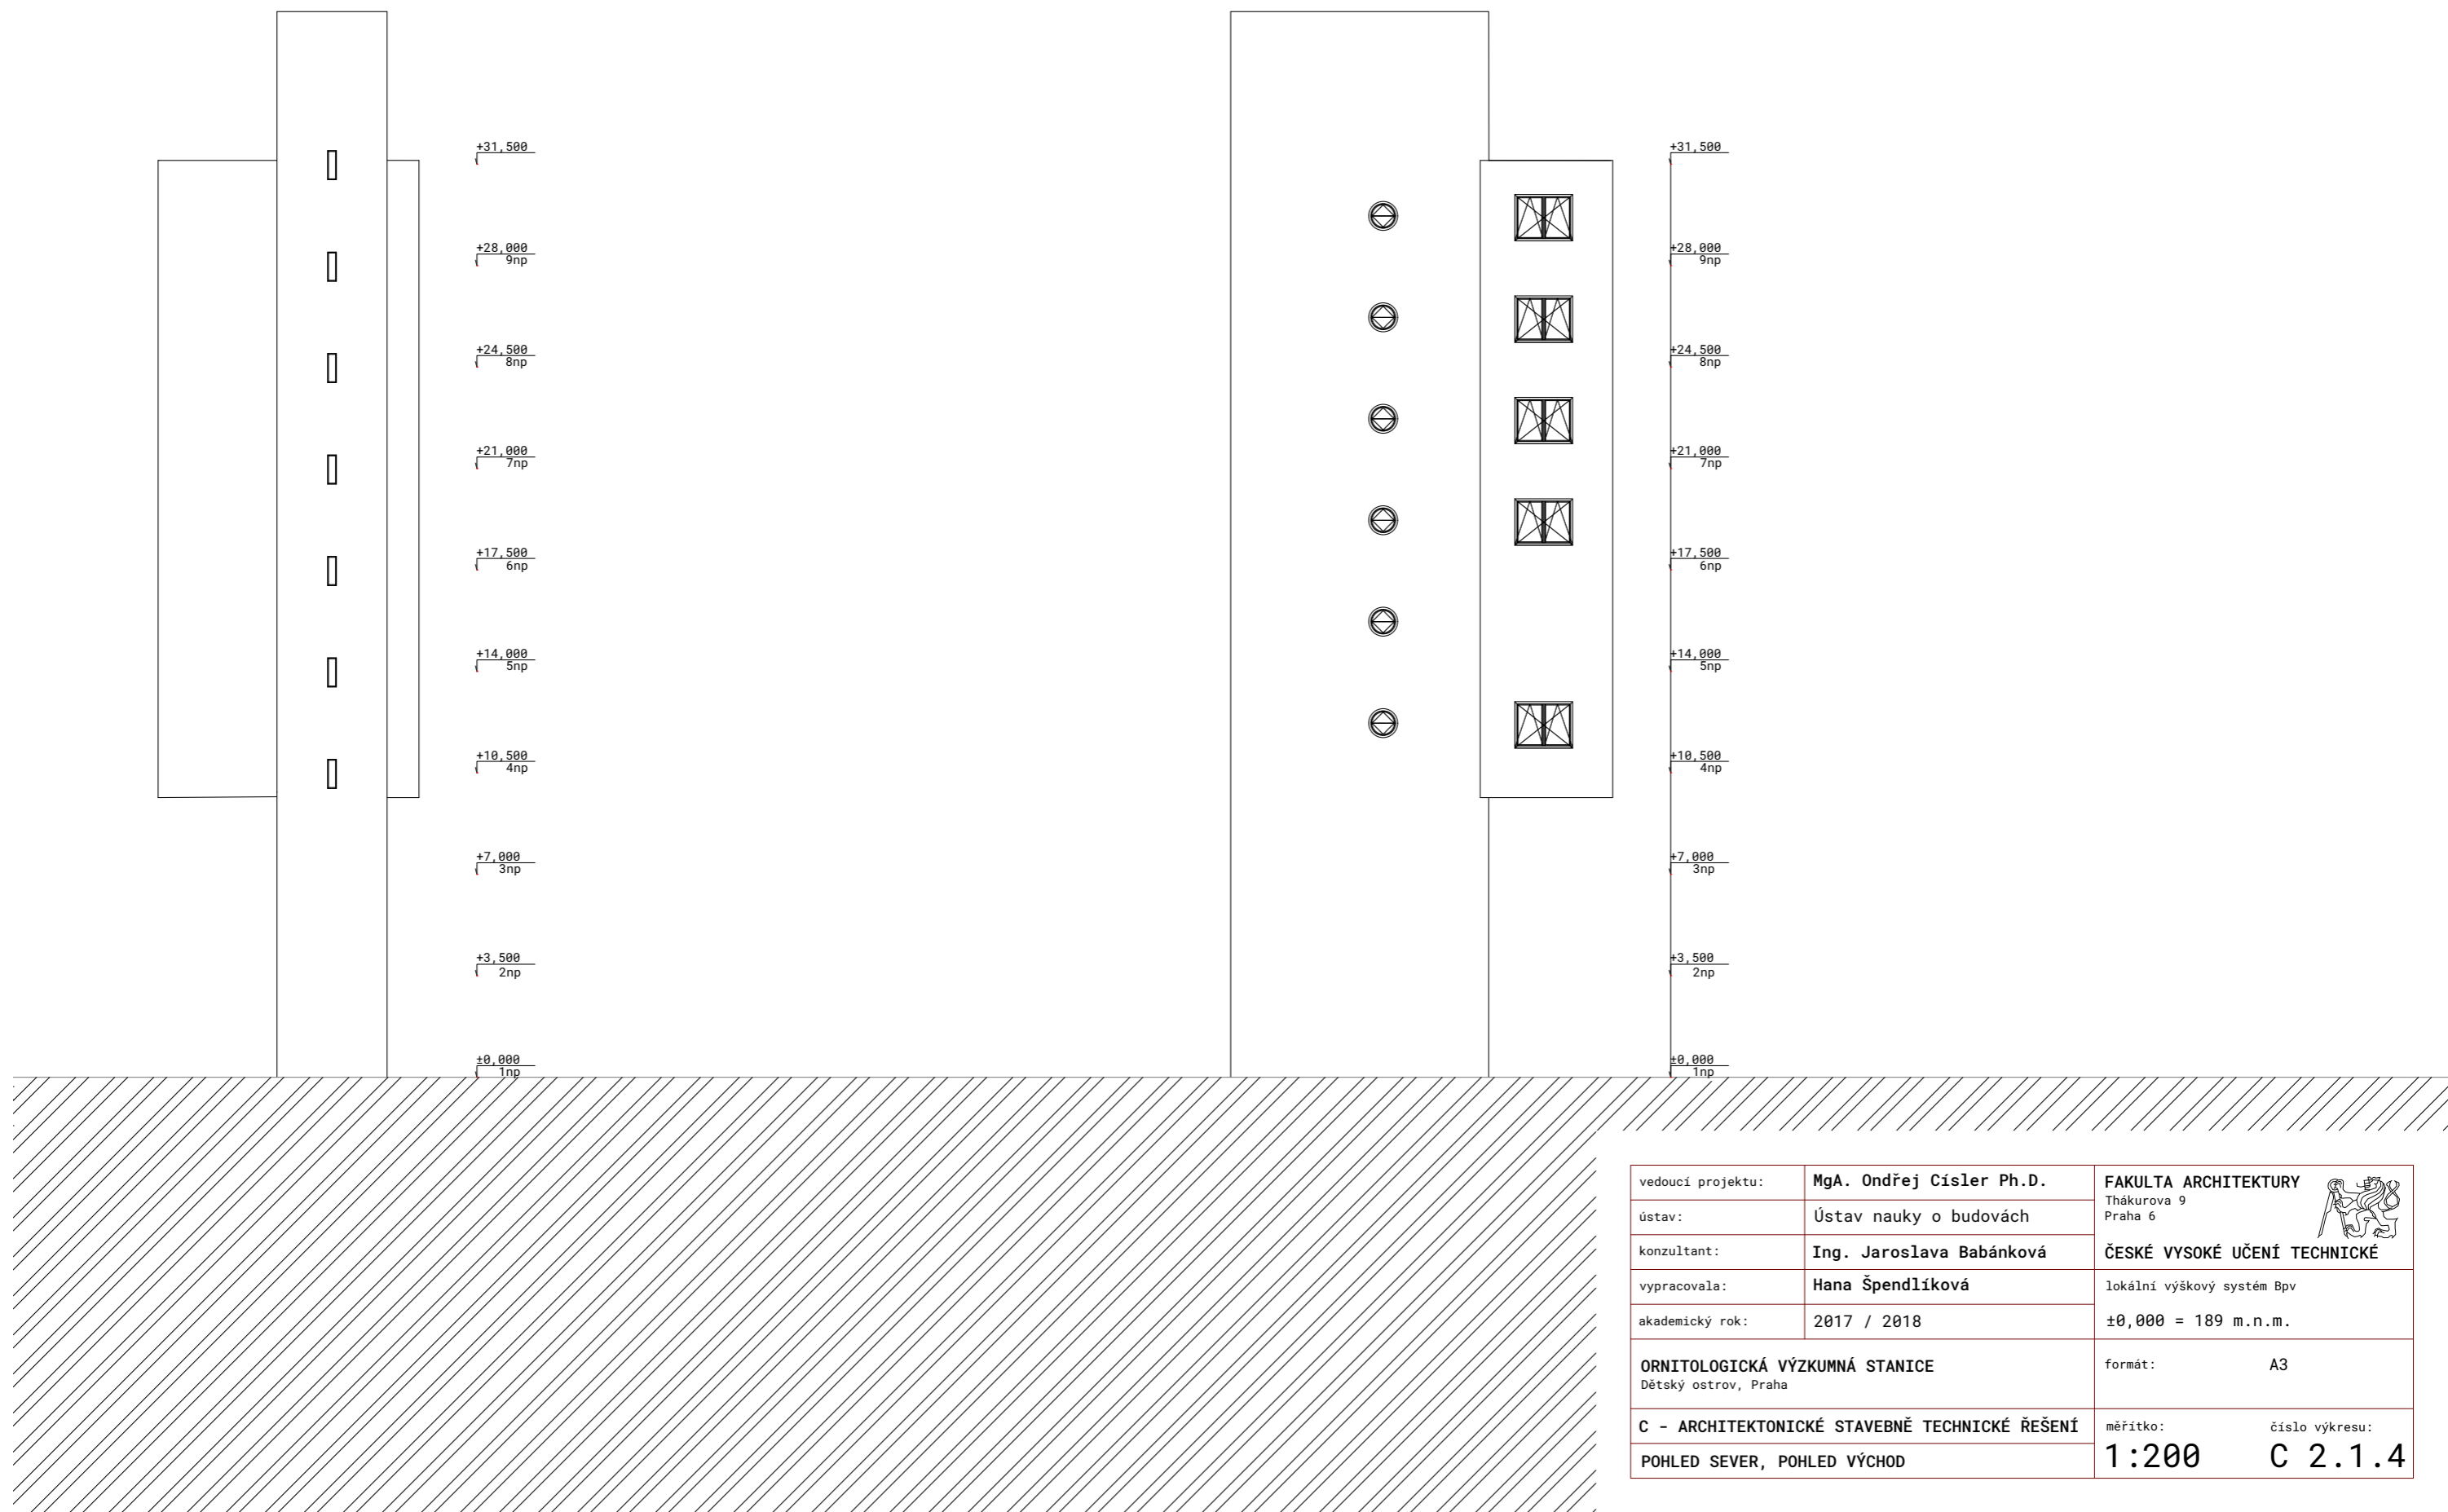 +31,500
+28,000
9np
+24,500
8np
+21,000
7np
+17,500
6np
+14,000
5np
+10,500
4np
+7,000
3np
+3,500
2np
±0,000
1np
+31,500
+28,000
9np
+24,500
8np
+21,000
7np
+17,500
6np
+14,000
5np
+10,500
4np
+7,000
3np
+3,500
2np
±0,000
1np
vedoucí projektu: MgA. Ondřej Císler Ph.D.
ústav: Ústav nauky o budovách
konzultant: Ing. Jaroslava Babánková
vypracovala: Hana Špendlíková
akademický rok: 2017 / 2018
FAKULTA ARCHITEKTURY
Thákurova 9
Praha 6
ČESKÉ VYSOKÉ UČENÍ TECHNICKÉ
lokální výškový systém Bpv
±0,000 = 189 m.n.m.
ORNITOLOGICKÁ VÝZKUMNÁ STANICE
Dětský ostrov, Praha
formát: A3
C - ARCHITEKTONICKÉ STAVEBNĚ TECHNICKÉ ŘEŠENÍ
POHLED SEVER, POHLED VÝCHOD
měřítko: číslo výkresu:
1:200 C 2.1.4